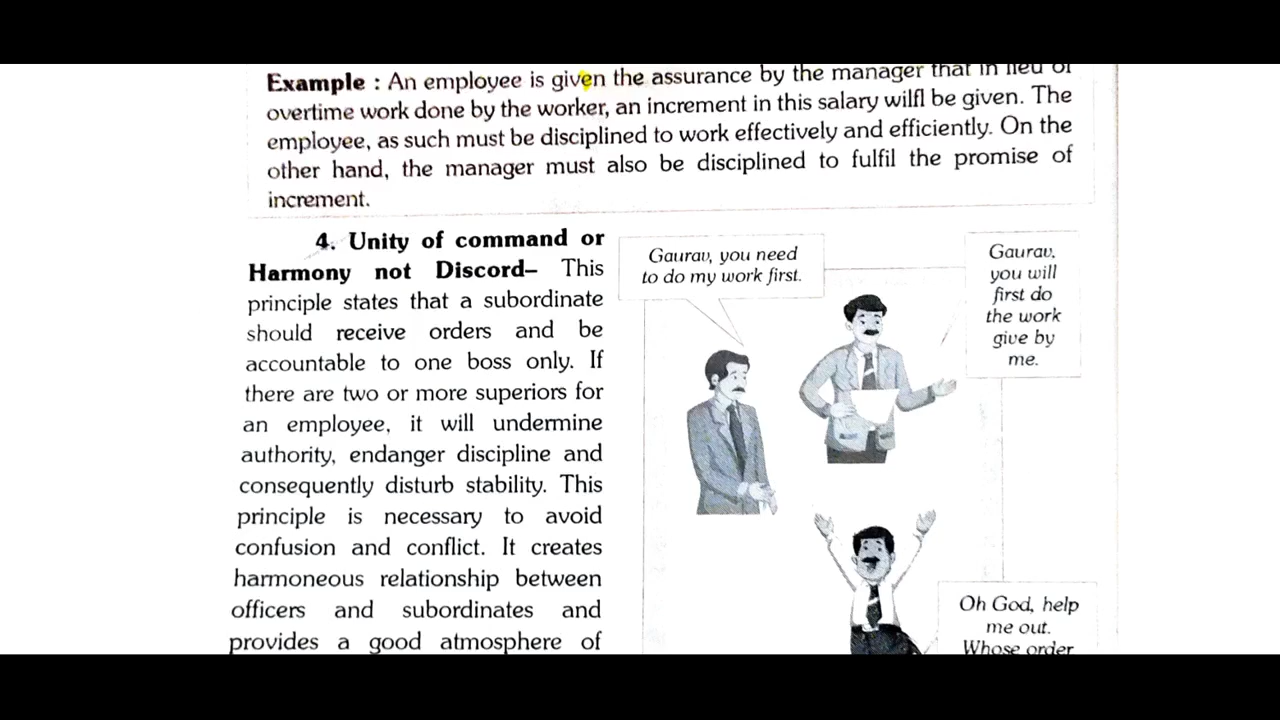 Example : An employee is given the assurance by the manager that in lieu of
overtime work done by the worker, an increment in this salary wilfl be given. The
employee, as such must be disciplined to work effectively and efficiently. On the
other hand, the manager must also be disciplined to fulfil the promise of
increment.
4. Unity of command or
Harmony not Discord– This
principle states that a subordinate
should receive orders and be
accountable to one boss only. If
there are two or more superiors for
an employee, it will undermine
authority, endanger discipline and
consequently disturb stability. This
principle is necessary to avoid
confusion and conflict. It creates
harmoneous relationship between
officers and subordinates and
provides a good atmosphere of
Gaurav, you need
to do my work first.
Gaurav,
you will
first do
the work
give by
me.
Oh God, help
me out.
Whose order